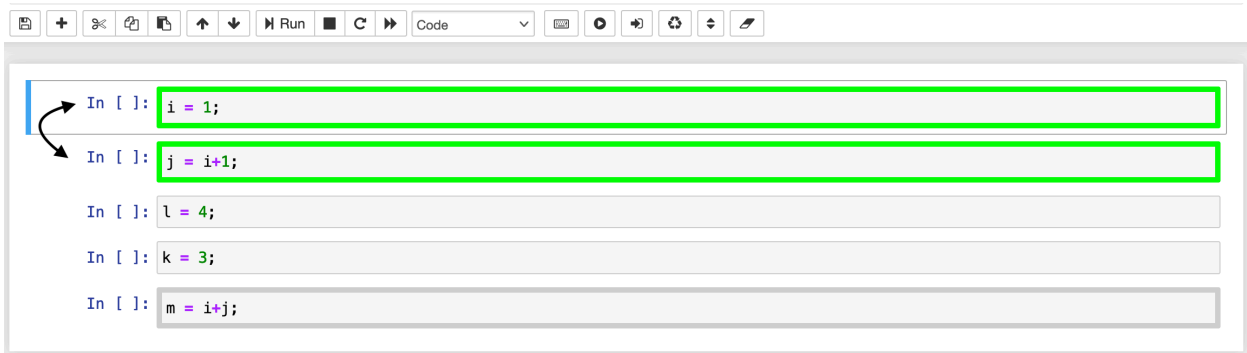 Run Code
In [ ]: i = 1;
In [ ]: j = i+1;
In [ ]: l = 4;
In [ ]: k = 3;
In [ ]: m = i+j;